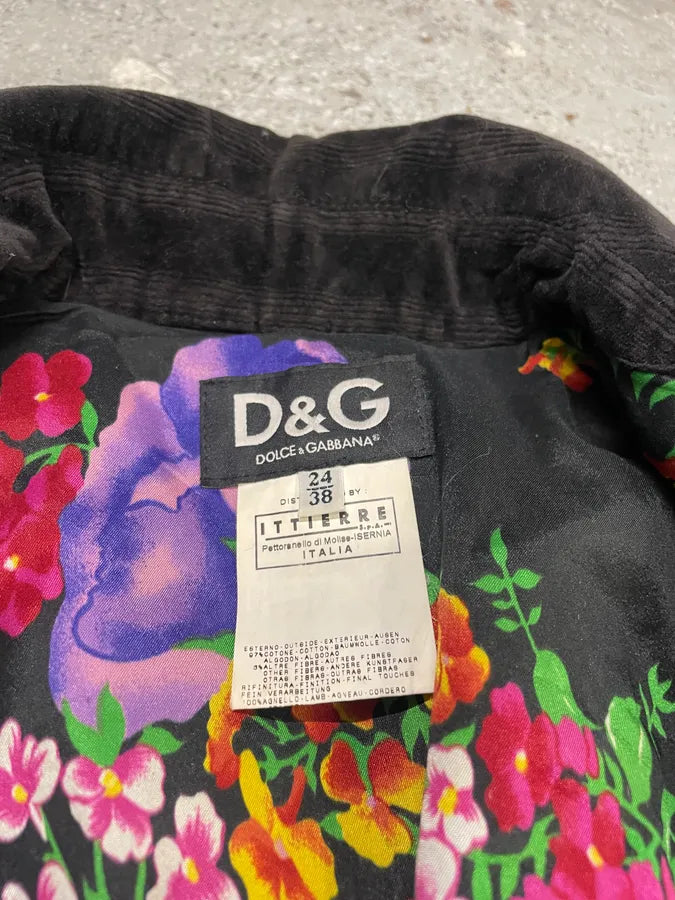 D&G
DOLCE & GABBANA®
24
38
DIST BY:
ITTIERRE
S.p.A.
Pettoranello di Molise-ISERNIA
ITALIA
ESTERNO-OUTSIDE-EXTERIEUR-AUSEN
97%COTONE-COTTON-BAUMWOLLE-COTON
ALGODON-ALGODAO
3%ALTRE FIBRE-AUTRES FIBRES
OTHER FIBERS-ANDERE KUNSTFASER
OTRAS FIBRAS-OUTRAS FIBRAS
RIFINITURA-FINITION-FINAL TOUCHES
FEIN VERARBEITUNG
100%AGNELLO-LAMB-AGNEAU-CORDERO